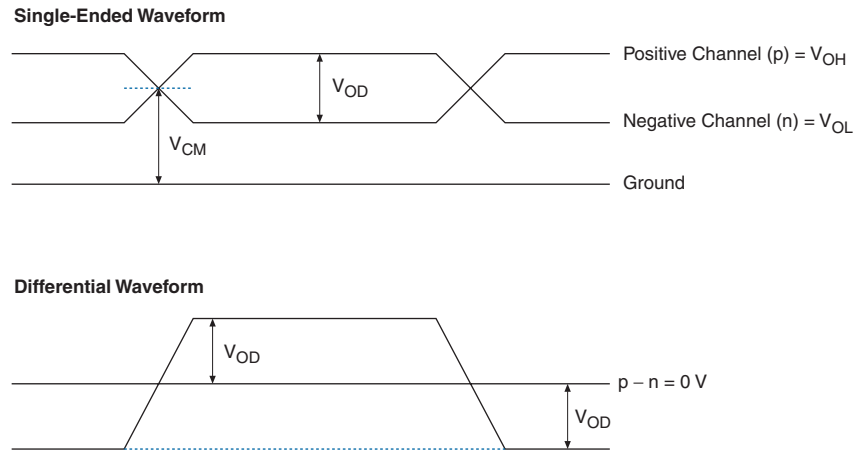 Single-Ended Waveform
Positive Channel (p) = VOH
VOD
Negative Channel (n) = VOL
VCM
Ground
Differential Waveform
VOD
p – n = 0 V
VOD